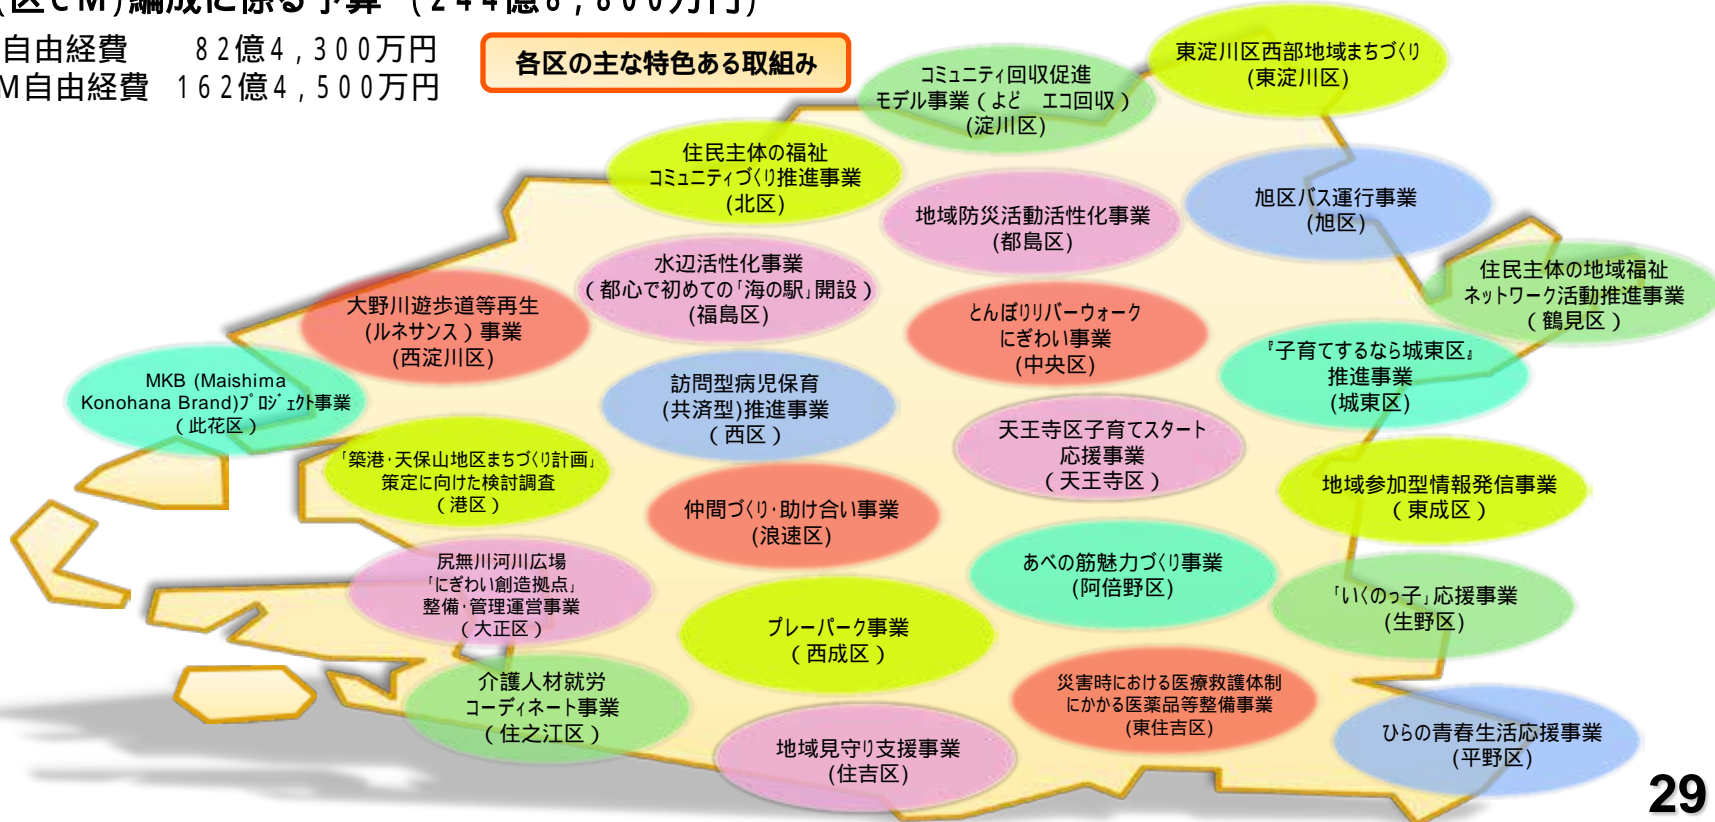 (区CM)編成に係る予算 (244億8,800万円)
自由経費 82億4,300万円
M自由経費 162億4,500万円
各区の主な特色ある取組み
東淀川区西部地域まちづくり
(東淀川区)
コミュニティ回収促進
モデル事業(よど エコ回収)
(淀川区)
住民主体の福祉
コミュニティづくり推進事業
(北区)
地域防災活動活性化事業
(都島区)
旭区バス運行事業
(旭区)
水辺活性化事業
(都心で初めての「海の駅」開設)
(福島区)
住民主体の地域福祉
ネットワーク活動推進事業
(鶴見区)
大野川遊歩道等再生
(ルネサンス)事業
(西淀川区)
とんぼりリバーウォーク
にぎわい事業
(中央区)
『子育てするなら城東区』
推進事業
(城東区)
MKB (Maishima
Konohana Brand)プロジェクト事業
(此花区)
訪問型病児保育
(共済型)推進事業
(西区)
天王寺区子育てスタート
応援事業
(天王寺区)
「築港・天保山地区まちづくり計画」
策定に向けた検討調査
(港区)
地域参加型情報発信事業
(東成区)
仲間づくり・助け合い事業
(浪速区)
尻無川河川広場
「にぎわい創造拠点」
整備・管理運営事業
(大正区)
あべの筋魅力づくり事業
(阿倍野区)
「いくのっ子」応援事業
(生野区)
プレーパーク事業
(西成区)
介護人材就労
コーディネート事業
(住之江区)
災害時における医療救護体制
にかかる医薬品等整備事業
(東住吉区)
地域見守り支援事業
(住吉区)
ひらの青春生活応援事業
(平野区)
29